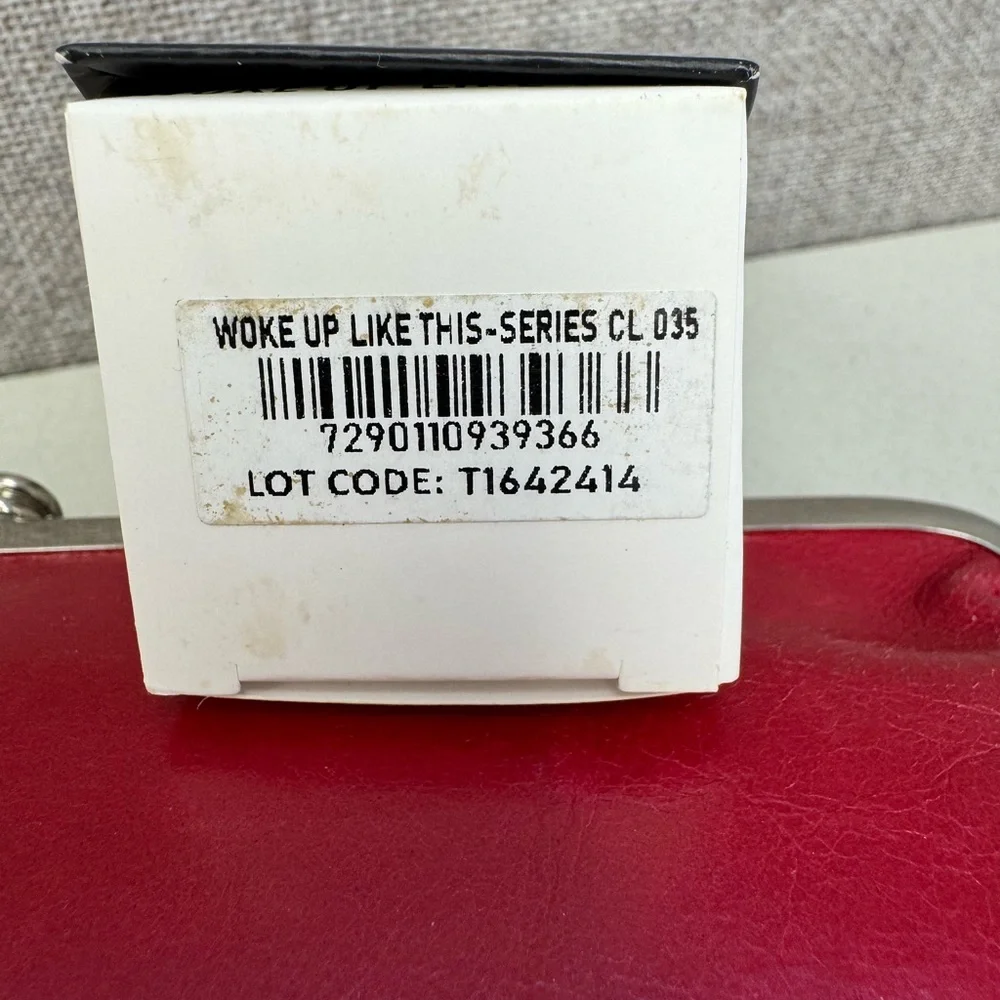 WOKE UP LIKE THIS-SERIES CL 035
7290110939366
LOT CODE: T1642414